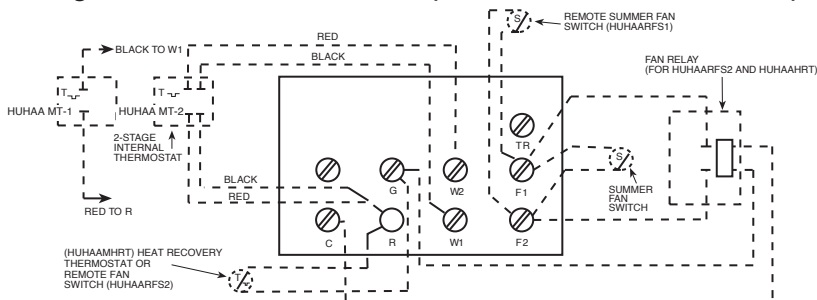 RED
BLACK
S
REMOTE SUMMER FAN
SWITCH (HUHAARFS1)
BLACK TO W1
FAN RELAY
(FOR HUHAARFS2 AND HUHAAHRT)
T
T
HUHAA MT-1
HUHAA MT-2
2-STAGE
INTERNAL
THERMOSTAT
TR
S
BLACK
RED
G
W2
F1
SUMMER
FAN
SWITCH
RED TO R
C
R
W1
F2
(HUHAAMHRT) HEAT RECOVERY
THERMOSTAT OR
REMOTE FAN
SWITCH (HUHAARFS2)
T